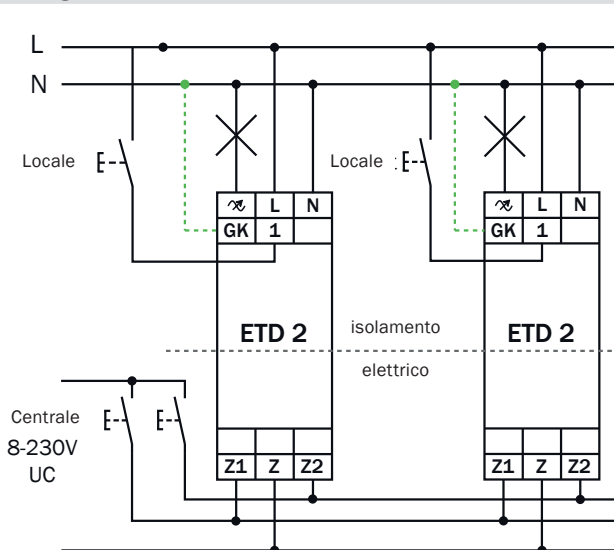 L
N
Locale
Locale :
L N
GK 1
L N
GK 1
ETD 2
isolamento
ETD 2
elettrico
Centrale
8-230V
UC
Z1 Z Z2
Z1 Z Z2